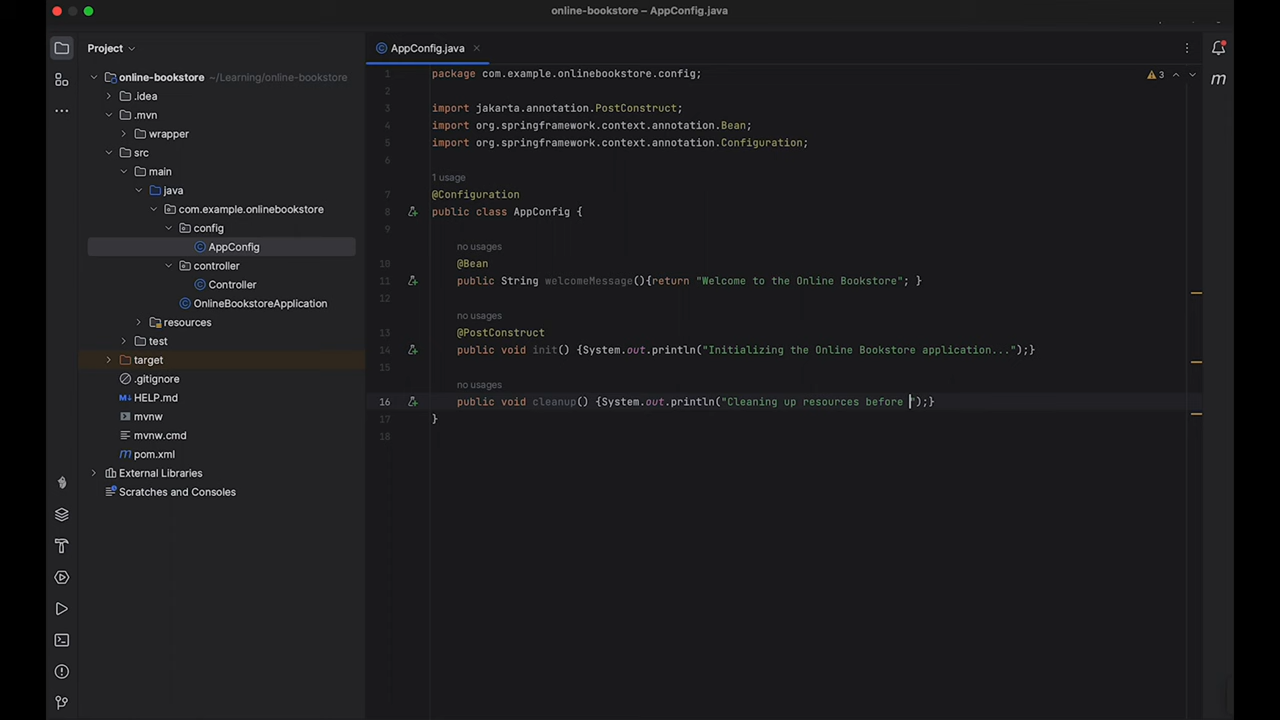 online-bookstore – AppConfig.java
Project
AppConfig.java
online-bookstore ~/Learning/online-bookstore
.idea
.mvn
wrapper
src
main
java
com.example.onlinebookstore
config
AppConfig
controller
Controller
OnlineBookstoreApplication
resources
test
target
.gitignore
HELP.md
mvnw
mvnw.cmd
pom.xml
External Libraries
Scratches and Consoles
3
m
1 package com.example.onlinebookstore.config;
2
3 import jakarta.annotation.PostConstruct;
4 import org.springframework.context.annotation.Bean;
5 import org.springframework.context.annotation.Configuration;
6
1 usage
7 @Configuration
8 public class AppConfig {
9
no usages
10 @Bean
11 public String welcomeMessage(){return "Welcome to the Online Bookstore"; }
12
no usages
13 @PostConstruct
14 public void init() {System.out.println("Initializing the Online Bookstore application...");}
15
no usages
16 public void cleanup() {System.out.println("Cleaning up resources before ");}
17 }
18